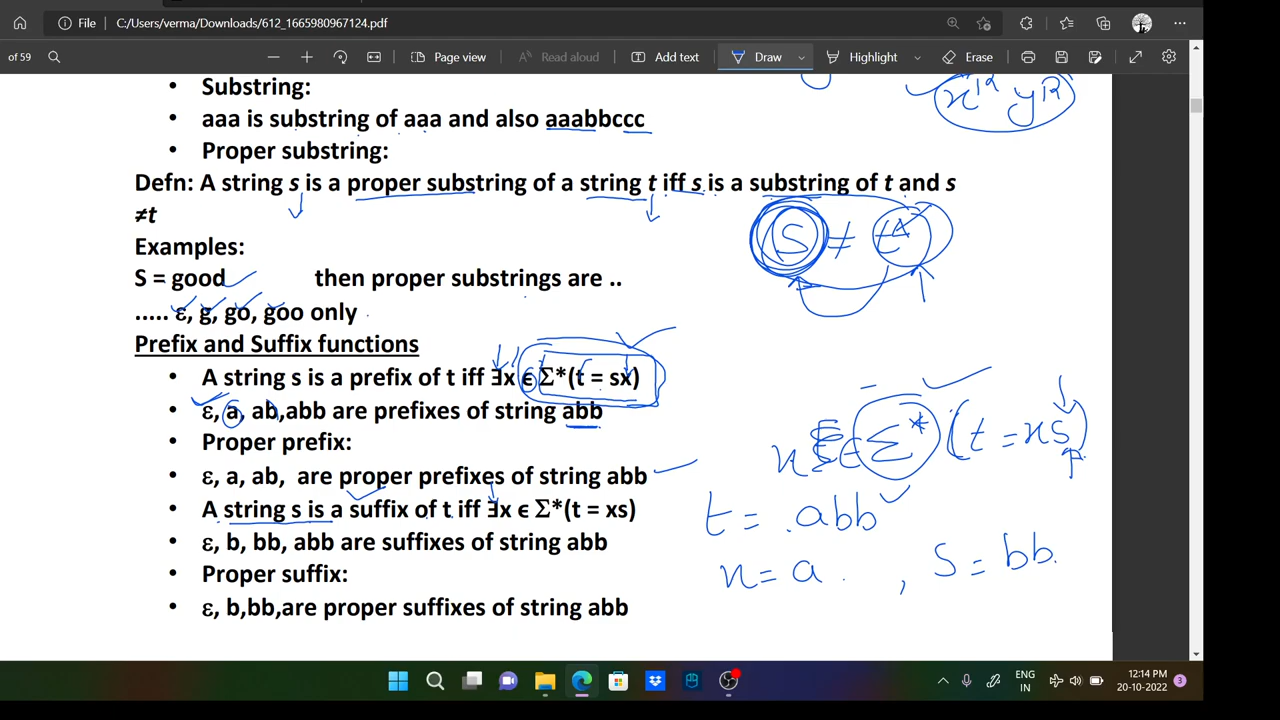 File C:/Users/verma/Downloads/612_1665980967124.pdf
of 59 Page view Read aloud Add text Draw Highlight Erase
• Substring:
xᴿ yᴿ
• aaa is substring of aaa and also aaabbccc
• Proper substring:
Defn: A string s is a proper substring of a string t iff s is a substring of t and s
≠t
S ≠ t
Examples:
S = good then proper substrings are ..
..... ε, g, go, goo only
Prefix and Suffix functions
• A string s is a prefix of t iff ∃x ϵ Σ*(t = sx)
• ε, a, ab,abb are prefixes of string abb
Σ* (t = xS)
• Proper prefix:
• ε, a, ab, are proper prefixes of string abb
• A string s is a suffix of t iff ∃x ϵ Σ*(t = xs)
t = abb
• ε, b, bb, abb are suffixes of string abb
• Proper suffix:
x = a , S = bb
• ε, b,bb,are proper suffixes of string abb
ENG
IN
12:14 PM
20-10-2022
3